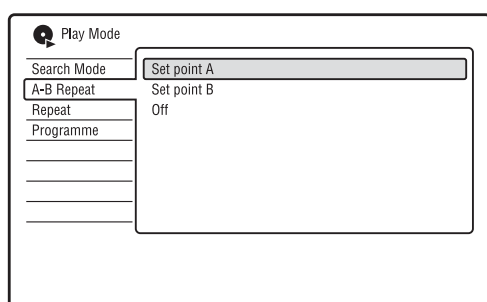 Play Mode
Search Mode
A-B Repeat
Repeat
Programme
Set point A
Set point B
Off